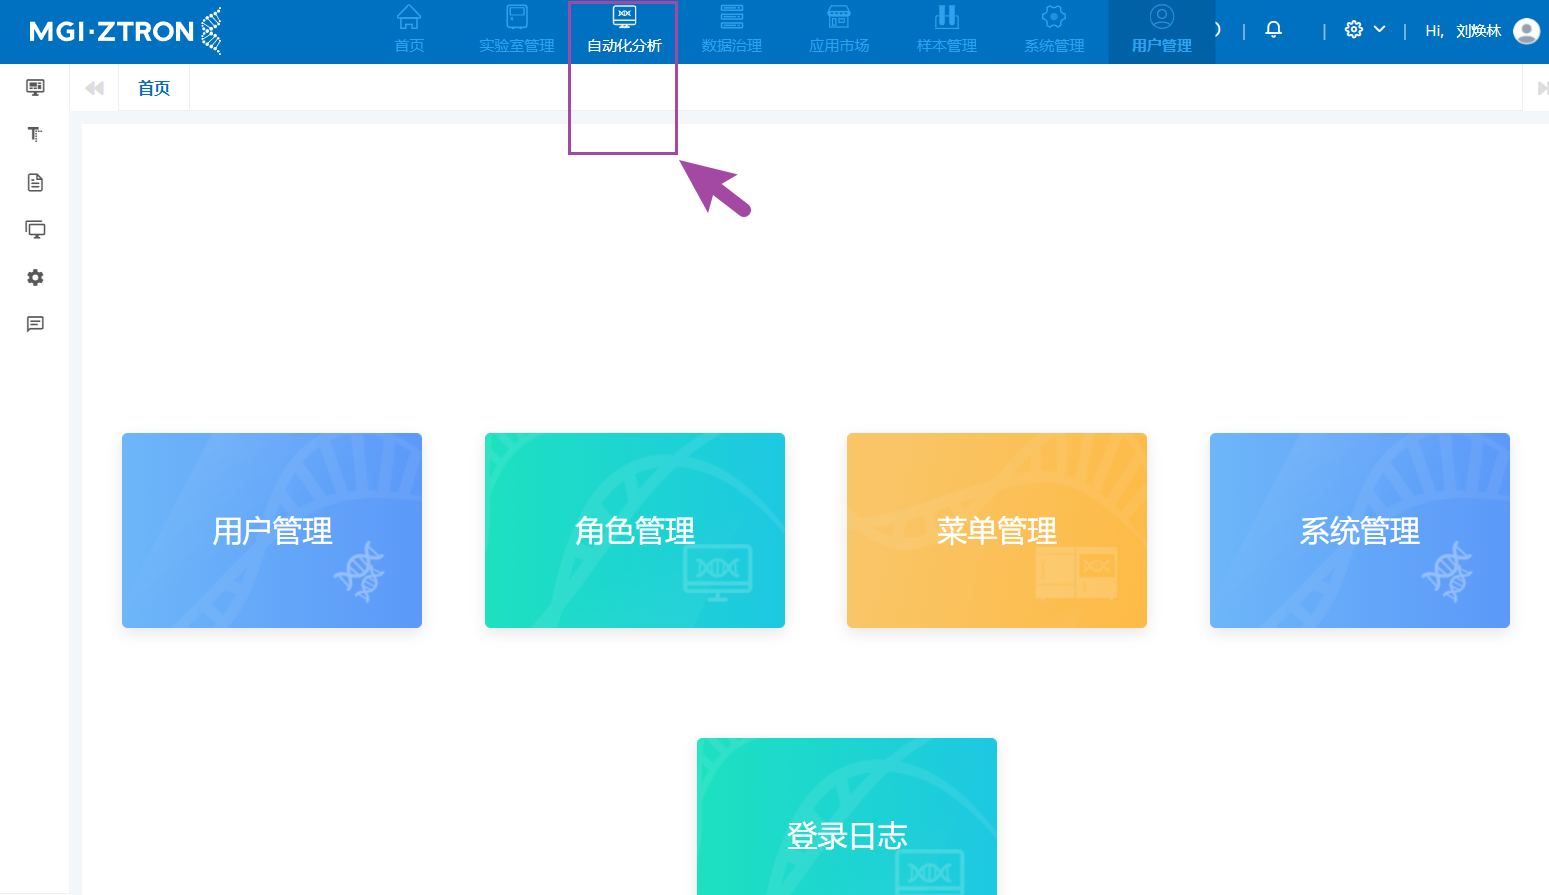 MGI·ZTRON
首页
实验室管理
自动化分析
数据治理
应用市场
样本管理
系统管理
用户管理
Hi, 刘焕林
首页
用户管理
角色管理
菜单管理
系统管理
登录日志